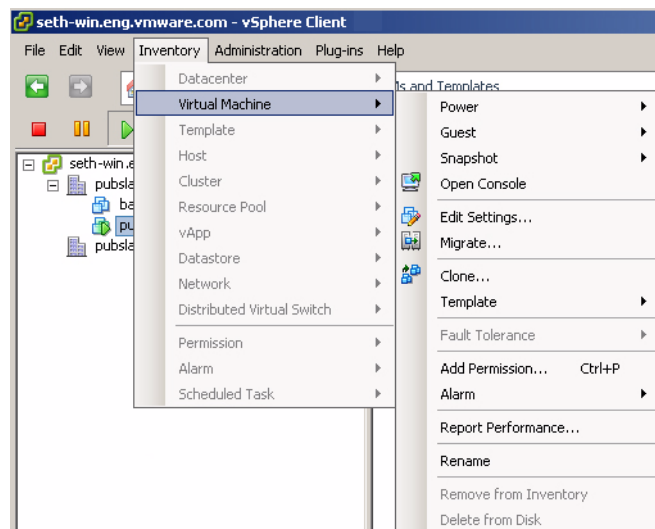 seth-win.eng.vmware.com - vSphere Client
File Edit View Inventory Administration Plug-ins Help
Datacenter
Virtual Machine
Template
Host
Cluster
Resource Pool
vApp
Datastore
Network
Distributed Virtual Switch
Permission
Alarm
Scheduled Task
and Templates
Power
Guest
Snapshot
Open Console
Edit Settings...
Migrate...
Clone...
Template
Fault Tolerance
Add Permission... Ctrl+P
Alarm
Report Performance...
Rename
Remove from Inventory
Delete from Disk
seth-win.e
pubsla
ba
pu
pubsla